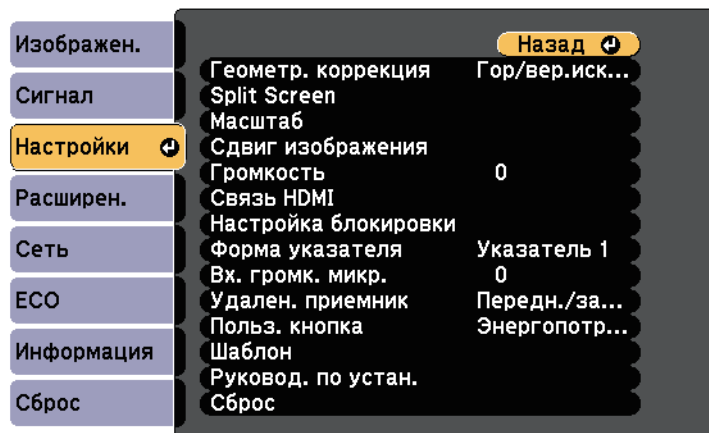 Изображен.
Сигнал
Настройки
Расширен.
Сеть
ECO
Информация
Сброс
Назад
Геометр. коррекция Гор/вер.иск...
Split Screen
Масштаб
Сдвиг изображения
Громкость 0
Связь HDMI
Настройка блокировки
Форма указателя Указатель 1
Вх. громк. микр. 0
Удален. приемник Передн./за...
Польз. кнопка Энергопотр...
Шаблон
Руковод. по устан.
Сброс